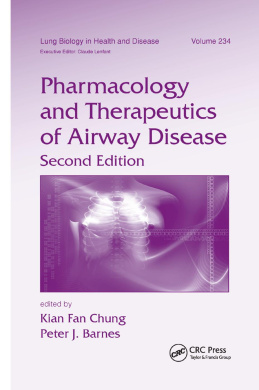 Lung Biology in Health and Disease Volume 234
Executive Editor: Claude Lenfant
Pharmacology
and Therapeutics
of Airway Disease
Second Edition
edited by
Kian Fan Chung
Peter J. Barnes
CRC
CRC Press
Taylor & Francis Group